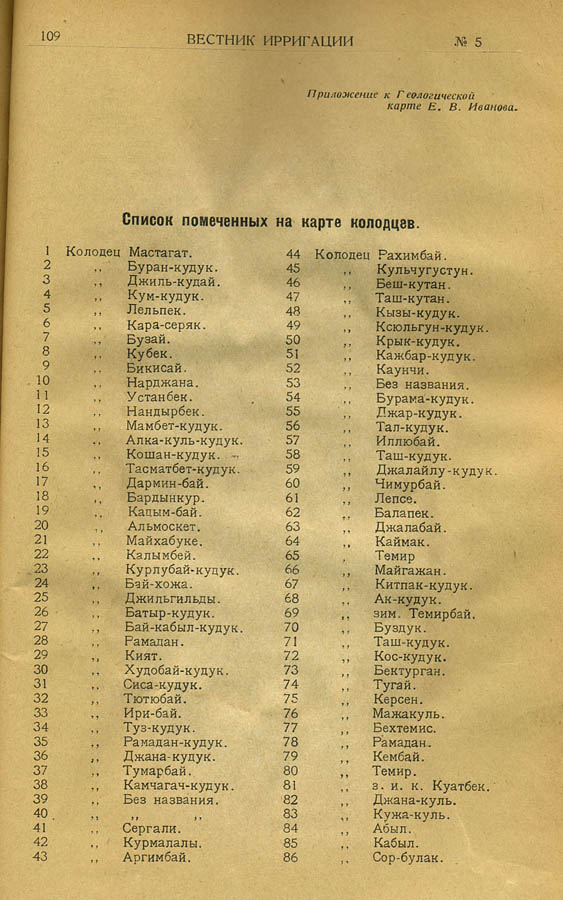 109 ВЕСТНИК ИРРИГАЦИИ № 5
Приложение к Геологической
карте Е. В. Иванова.
Список помеченных на карте колодцев.
1 Колодец Мастагат.
2 ,, Буран-кудук.
3 ,, Джиль-кудай.
4 ,, Кум-кудук.
5 ,, Лельпек.
6 ,, Кара-серяк.
7 ,, Бузай.
8 ,, Кубек.
9 ,, Бикисай.
10 ,, Нарджана.
11 ,, Устанбек.
12 ,, Нандырбек.
13 ,, Мамбет-кудук.
14 ,, Алка-куль-кудук.
15 ,, Кошан-кудук.
16 ,, Тасматбет-кудук.
17 ,, Дармин-бай.
18 ,, Бардынкур.
19 ,, Кацым-бай.
20 ,, Альмоскет.
21 ,, Майхабуке.
22 ,, Калымбей.
23 ,, Курлубай-кудук.
24 ,, Бай-хожа.
25 ,, Джильгильды.
26 ,, Батыр-кудук.
27 ,, Бай-кабыл-кудук.
28 ,, Рамадан.
29 ,, Кият.
30 ,, Худобай-кудук.
31 ,, Сиса-кудук.
32 ,, Тютюбай.
33 ,, Ири-бай.
34 ,, Туз-кудук.
35 ,, Рамадан-кудук.
36 ,, Джана-кудук.
37 ,, Тумарбай.
38 ,, Камчагач-кудук.
39 ,, Без названия.
40 ,, ,, ,,
41 ,, Сергали.
42 ,, Курмалалы.
43 ,, Аргимбай.
44 Колодец Рахимбай.
45 ,, Кульчугустун.
46 ,, Беш-кутан.
47 ,, Таш-кутан.
48 ,, Кызы-кудук.
49 ,, Ксюльгун-кудук.
50 ,, Крык-кудук.
51 ,, Кажбар-кудук.
52 ,, Каунчи.
53 ,, Без названия.
54 ,, Бурама-кудук.
55 ,, Джар-кудук.
56 ,, Тал-кудук.
57 ,, Иллюбай.
58 ,, Таш-кудук.
59 ,, Джалайлу-кудук.
60 ,, Чимурбай.
61 ,, Лепсе.
62 ,, Балапек.
63 ,, Джалабай.
64 ,, Каймак.
65 , Темир
66 ,, Майгажан.
67 ,, Китпак-кудук.
68 ,, Ак-кудук.
69 ,, зим. Темирбай.
70 ,, Буздук.
71 ,, Таш-кудук.
72 ,, Кос-кудук.
73 ,, Бектурган.
74 ,, Тугай.
75 ,, Керсен.
76 ,, Мажакуль.
77 ,, Бехтемис.
78 ,, Рамадан.
79 ,, Кембай.
80 ,, Темир.
81 ,, з. и. к. Куатбек.
82 ,, Джана-куль.
83 ,, Кужа-куль.
84 ,, Абыл.
85 ,, Кабыл.
86 ,, Сор-булак.